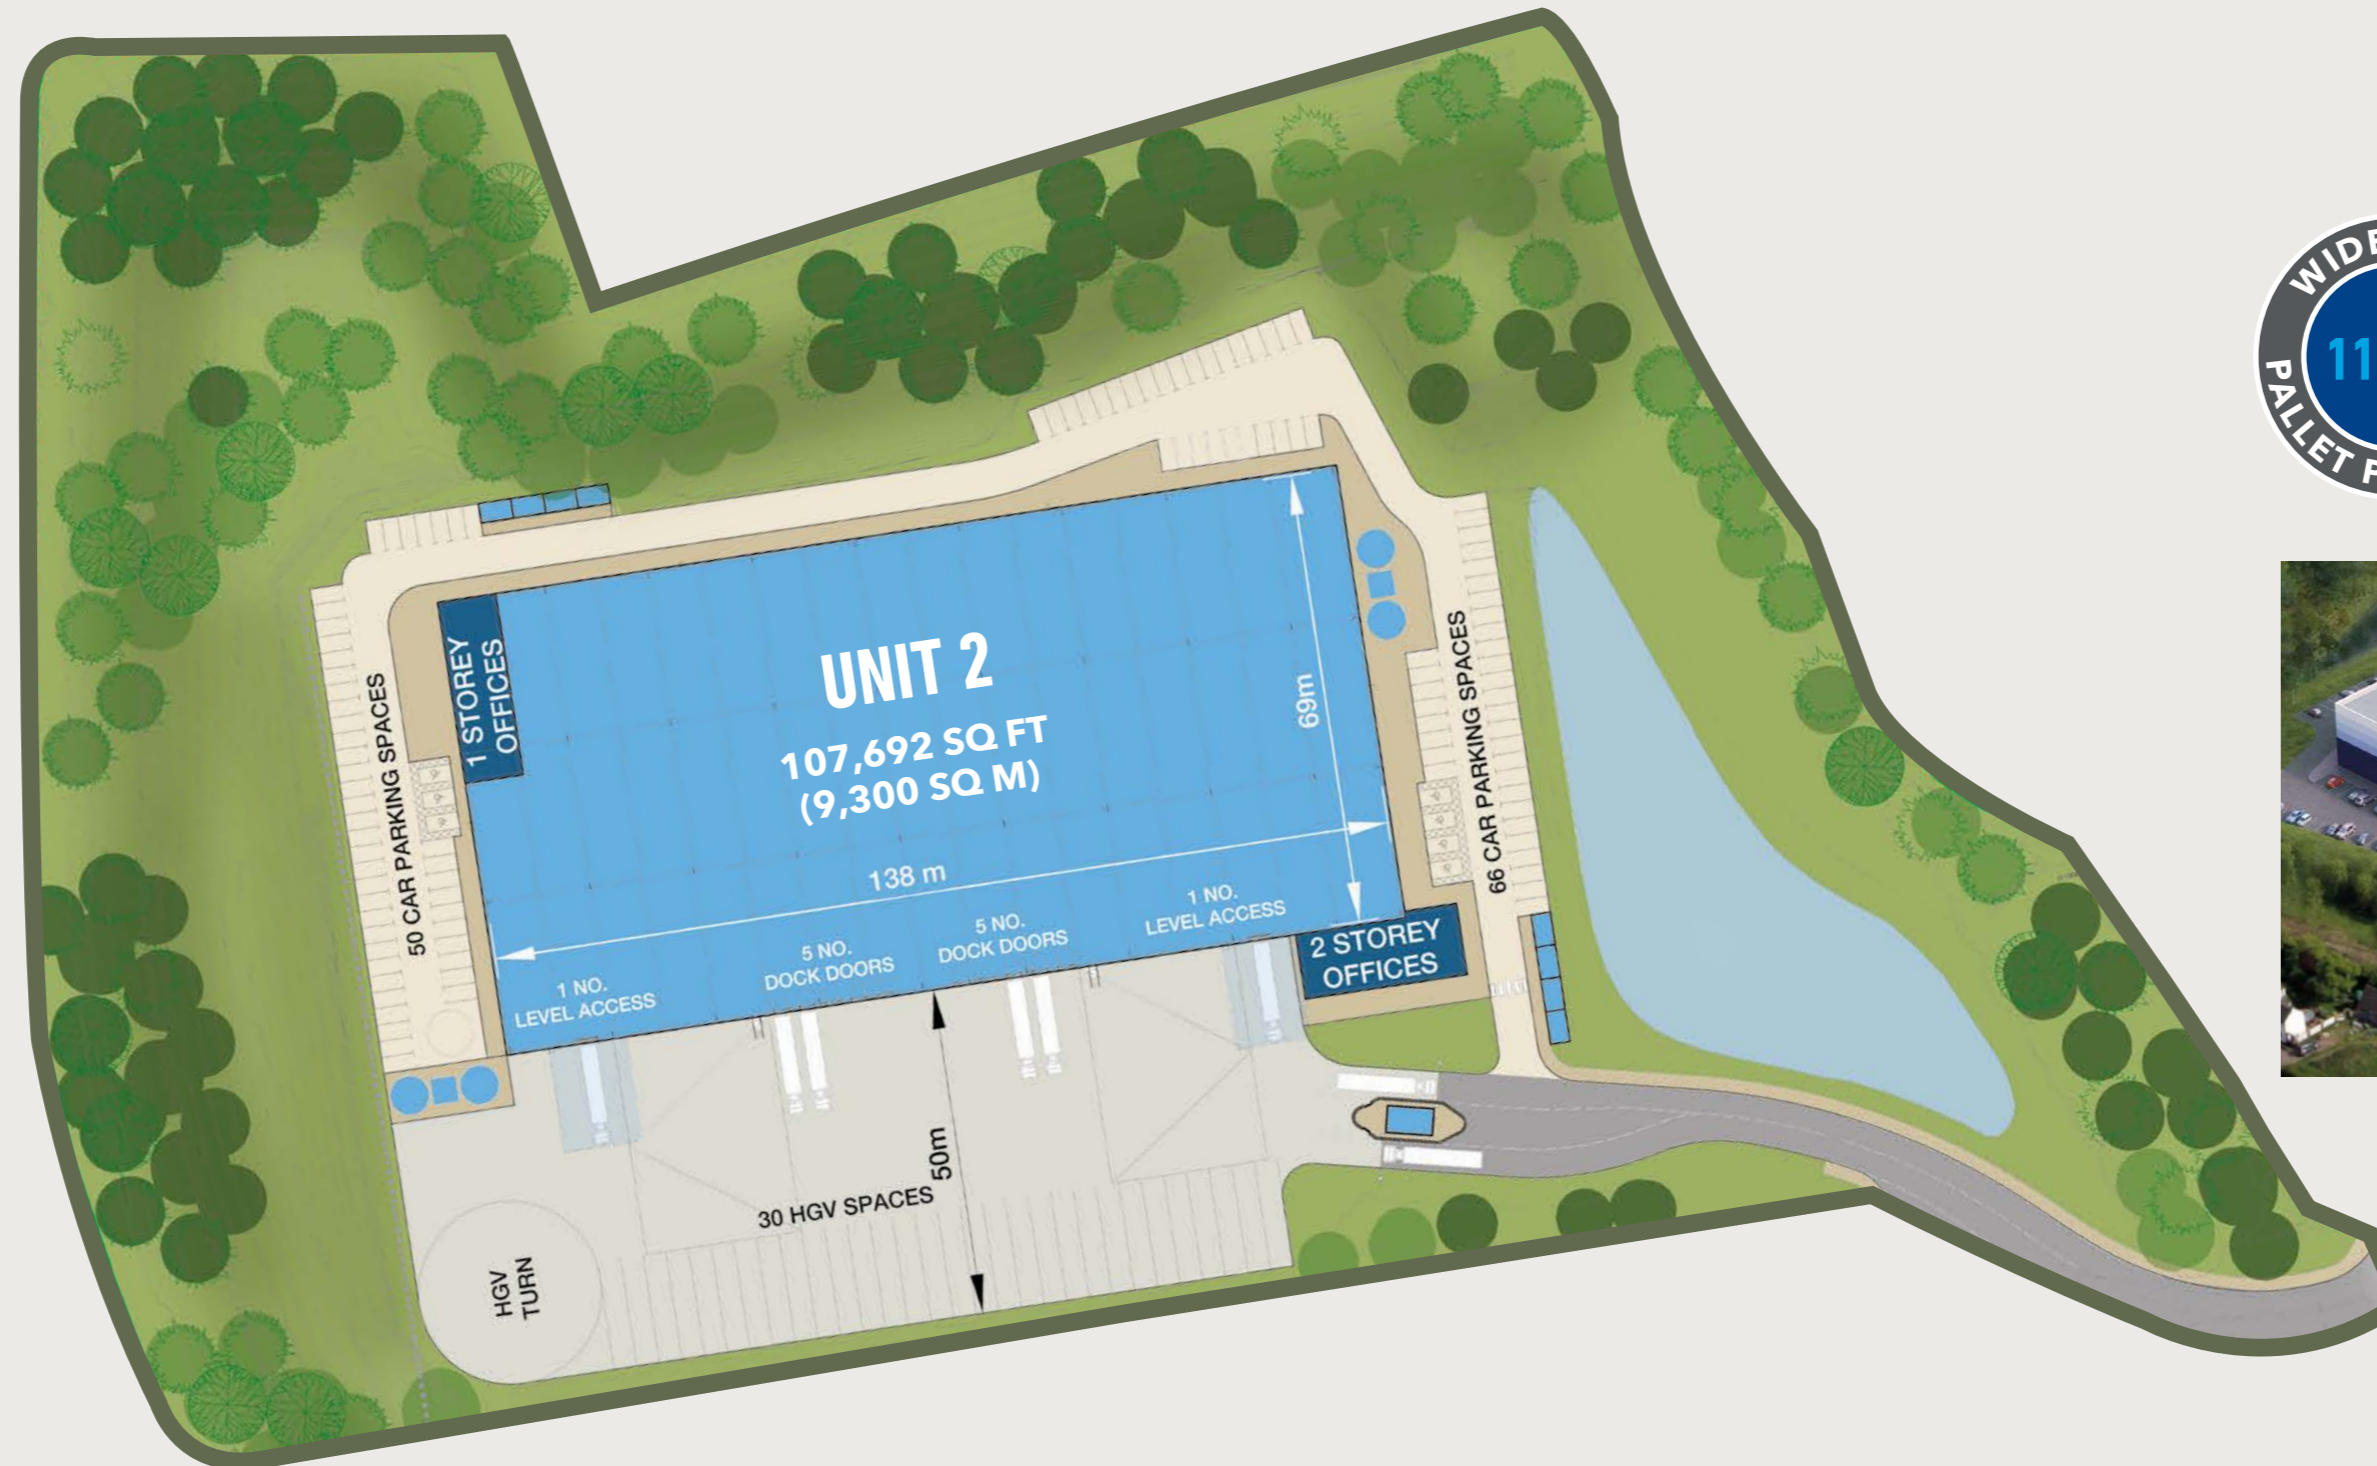 UNIT 2
107,692 SQ FT
(9,300 SQ M)
1 STOREY
OFFICES
50 CAR PARKING SPACES
66 CAR PARKING SPACES
69m
138 m
1 NO.
LEVEL ACCESS
5 NO.
DOCK DOORS
5 NO.
DOCK DOORS
1 NO.
LEVEL ACCESS
2 STOREY
OFFICES
50m
30 HGV SPACES
HGV
TURN
11
PALLET